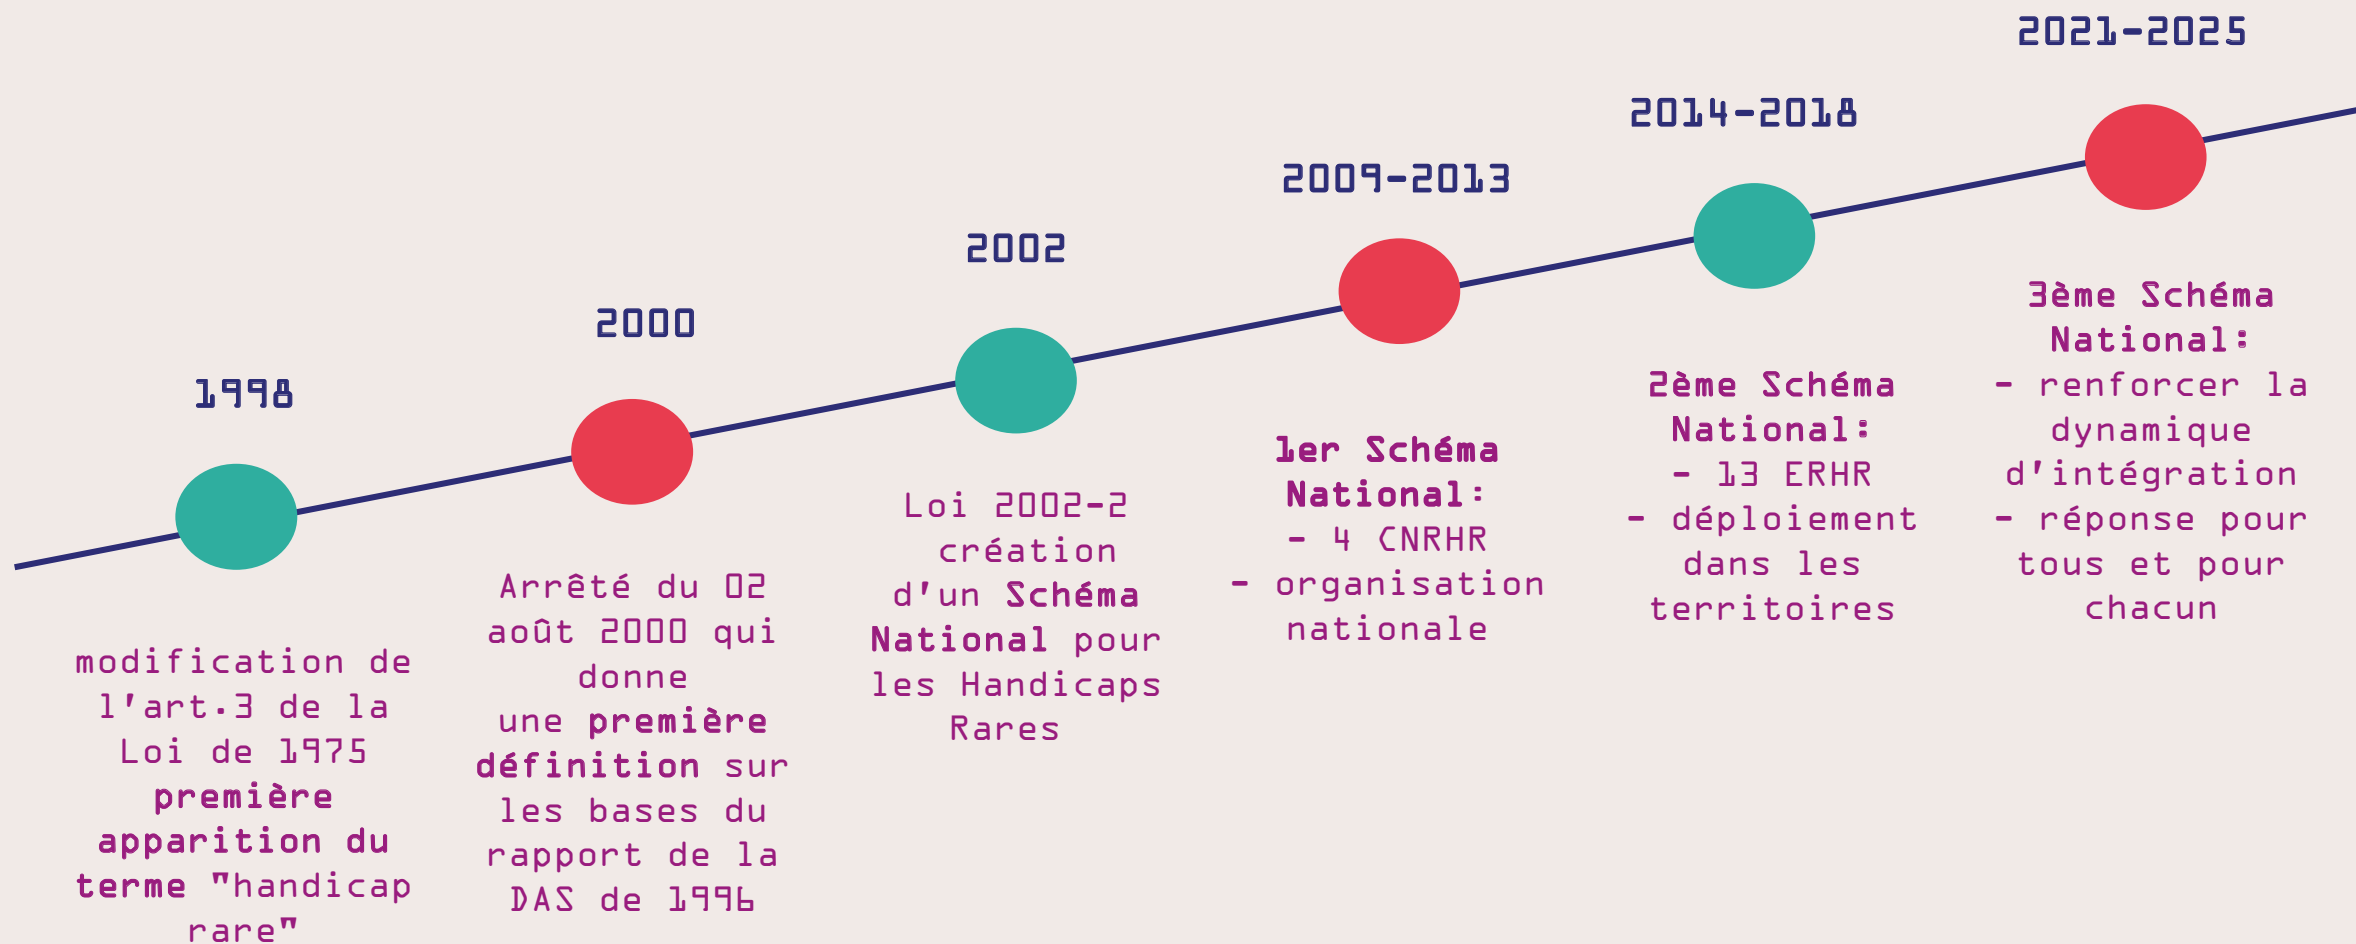 1998
modification de
l'art.3 de la
Loi de 1975
première
apparition du
terme "handicap
rare"
2000
Arrêté du 02
août 2000 qui
donne
une première
définition sur
les bases du
rapport de la
DAS de 1996
2002
Loi 2002-2
création
d'un Schéma
National pour
les Handicaps
Rares
2009-2013
1er Schéma
National:
- 4 CNRHR
- organisation
nationale
2014-2018
2ème Schéma
National:
- 13 ERHR
- déploiement
dans les
territoires
2021-2025
3ème Schéma
National:
- renforcer la
dynamique
d'intégration
- réponse pour
tous et pour
chacun